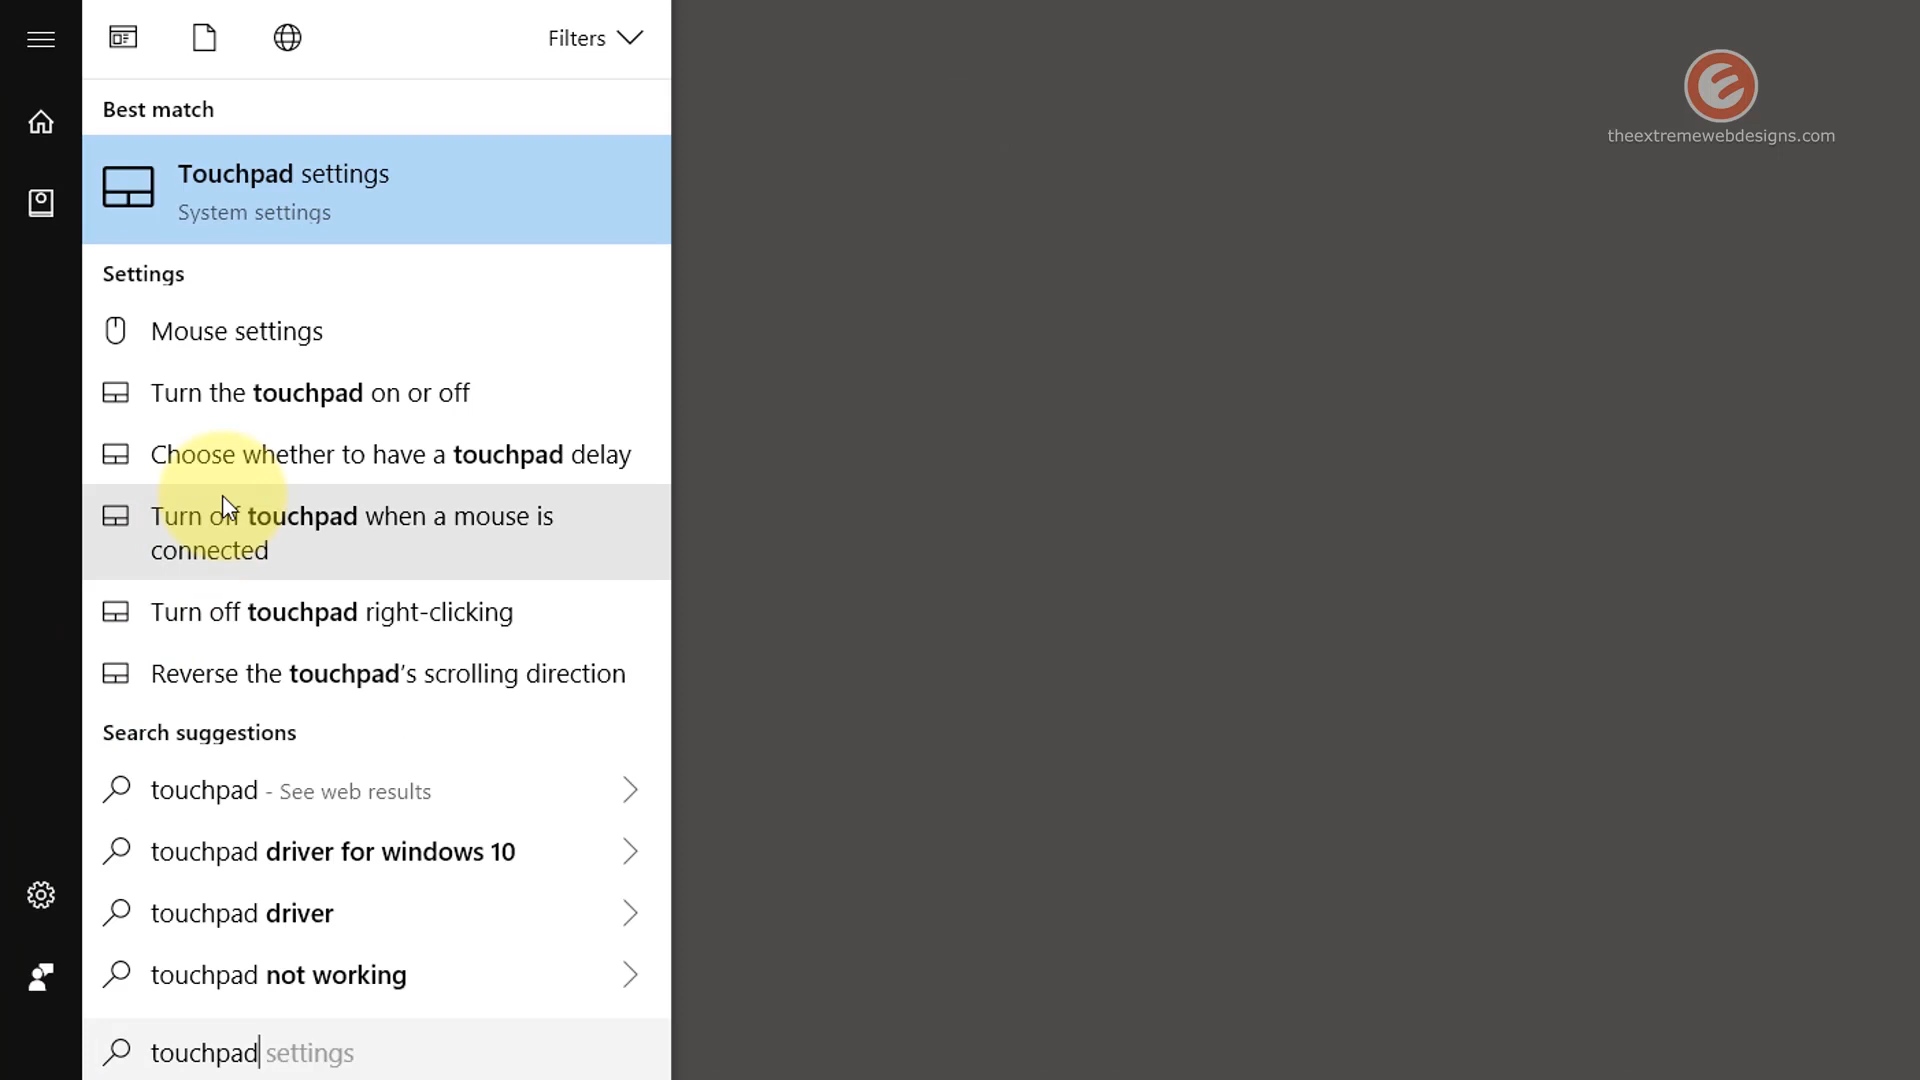 Filters
theextremewebdesigns.com
Best match
Touchpad settings
System settings
Settings
Mouse settings
Turn the touchpad on or off
Choose whether to have a touchpad delay
Turn off touchpad when a mouse is
connected
Turn off touchpad right-clicking
Reverse the touchpad's scrolling direction
Search suggestions
touchpad - See web results
touchpad driver for windows 10
touchpad driver
touchpad not working
touchpad settings